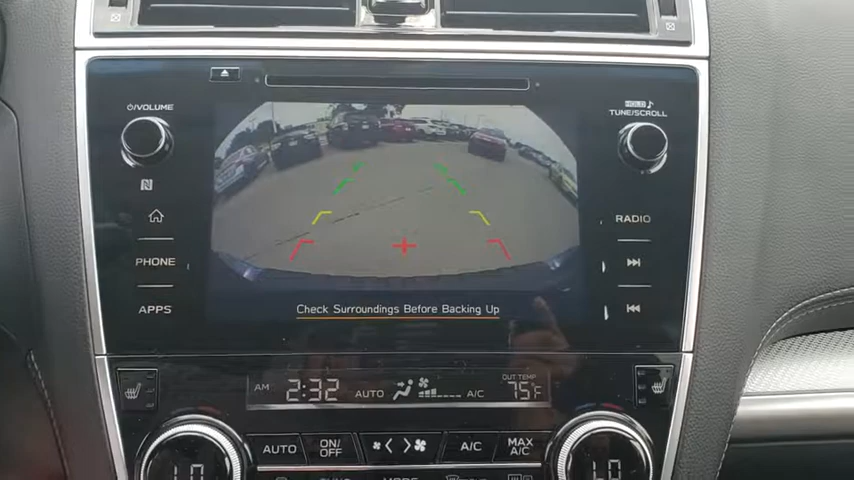 ⏻/VOLUME
HOLD
TUNE/SCROLL
RADIO
PHONE
APPS
Check Surroundings Before Backing Up
AM 2:32 AUTO A/C OUT TEMP 75°F
AUTO ON/OFF A/C MAX A/C
LO LO
MODE